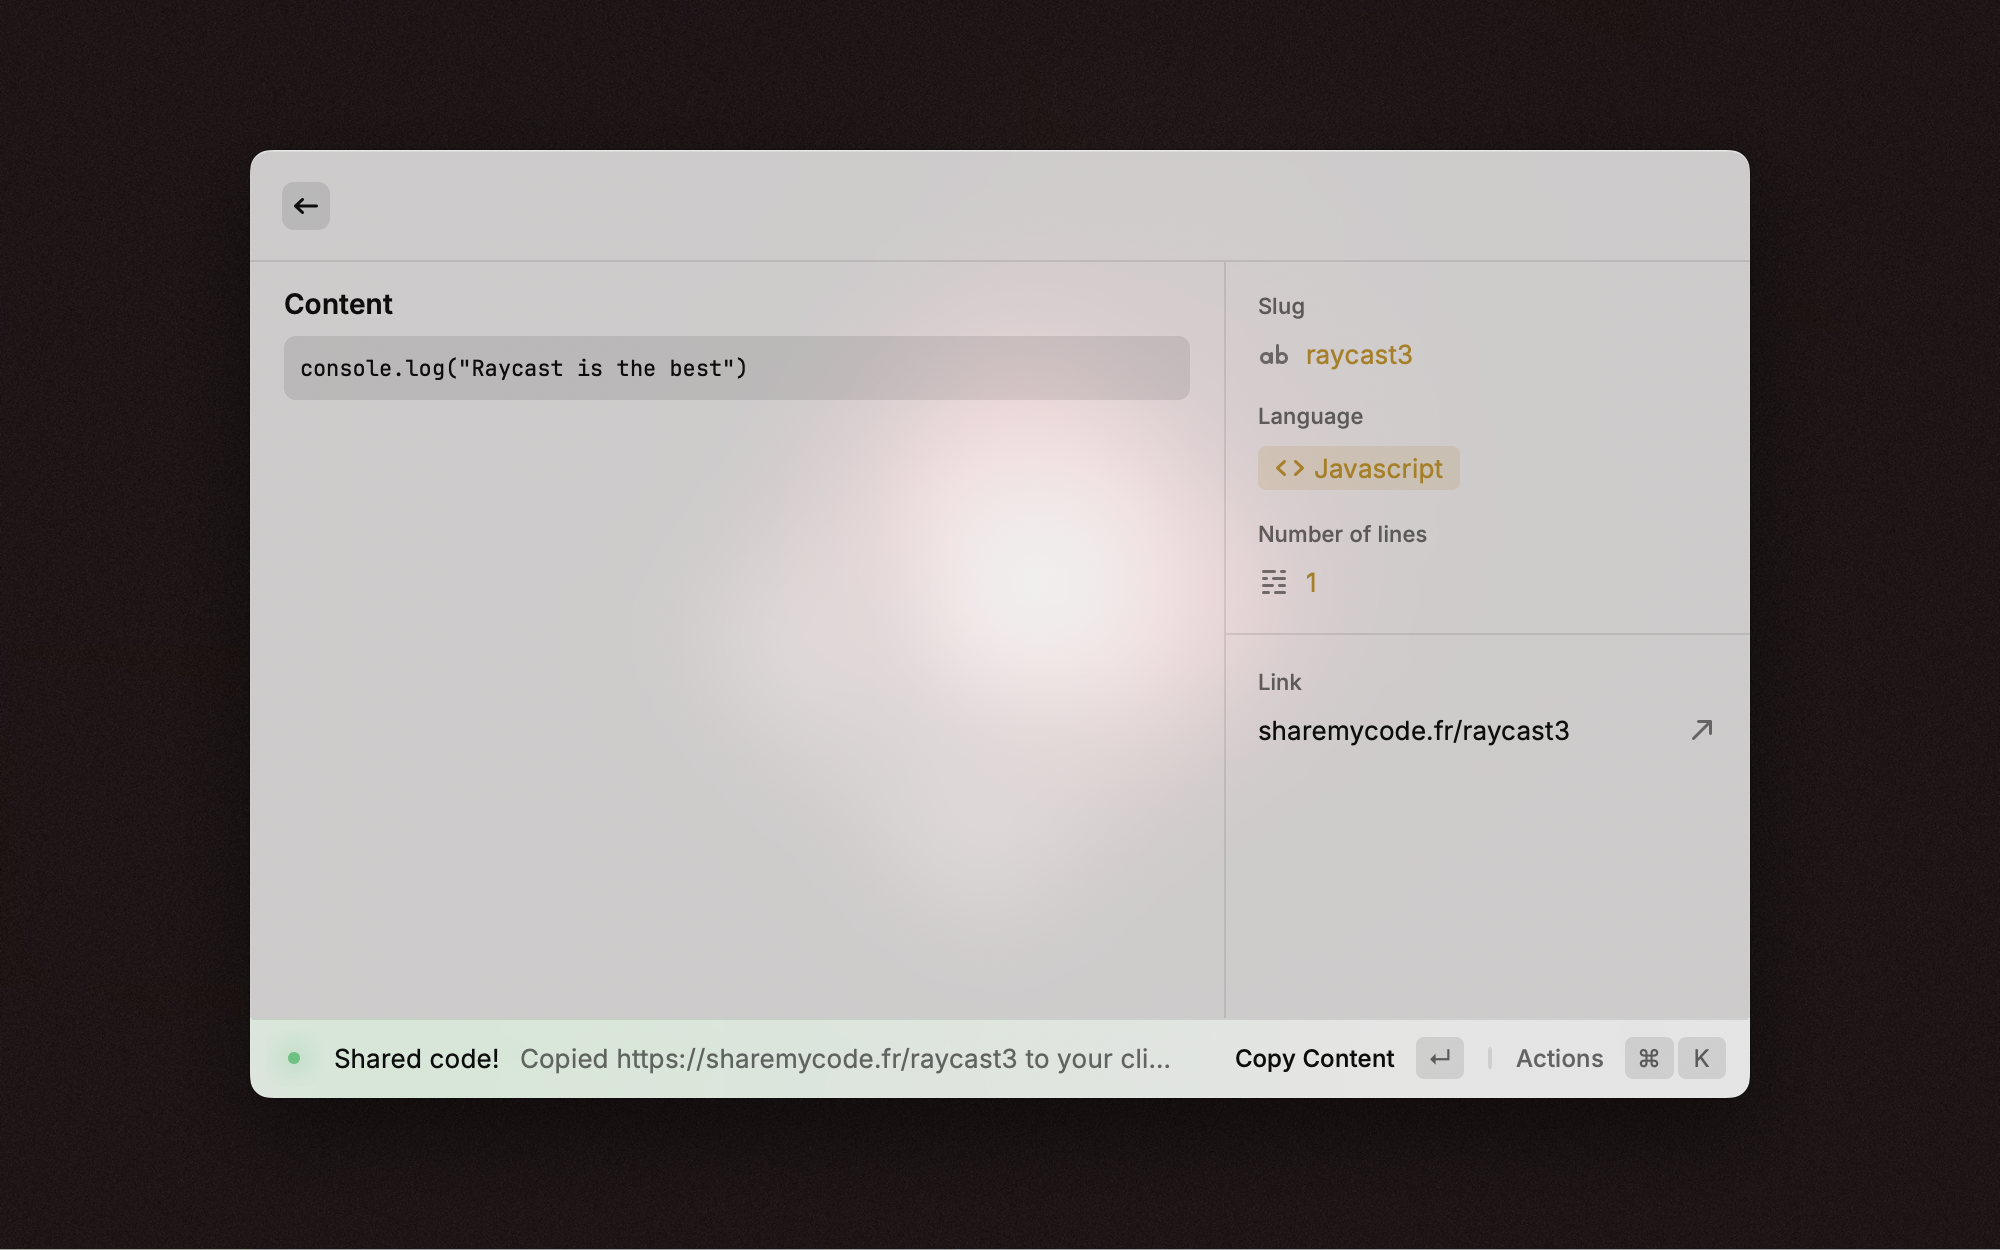 Content
console.log("Raycast is the best")
Slug
ab raycast3
Language
<> Javascript
Number of lines
1
Link
sharemycode.fr/raycast3
Shared code! Copied https://sharemycode.fr/raycast3 to your cli...
Copy Content ↵ | Actions ⌘ K